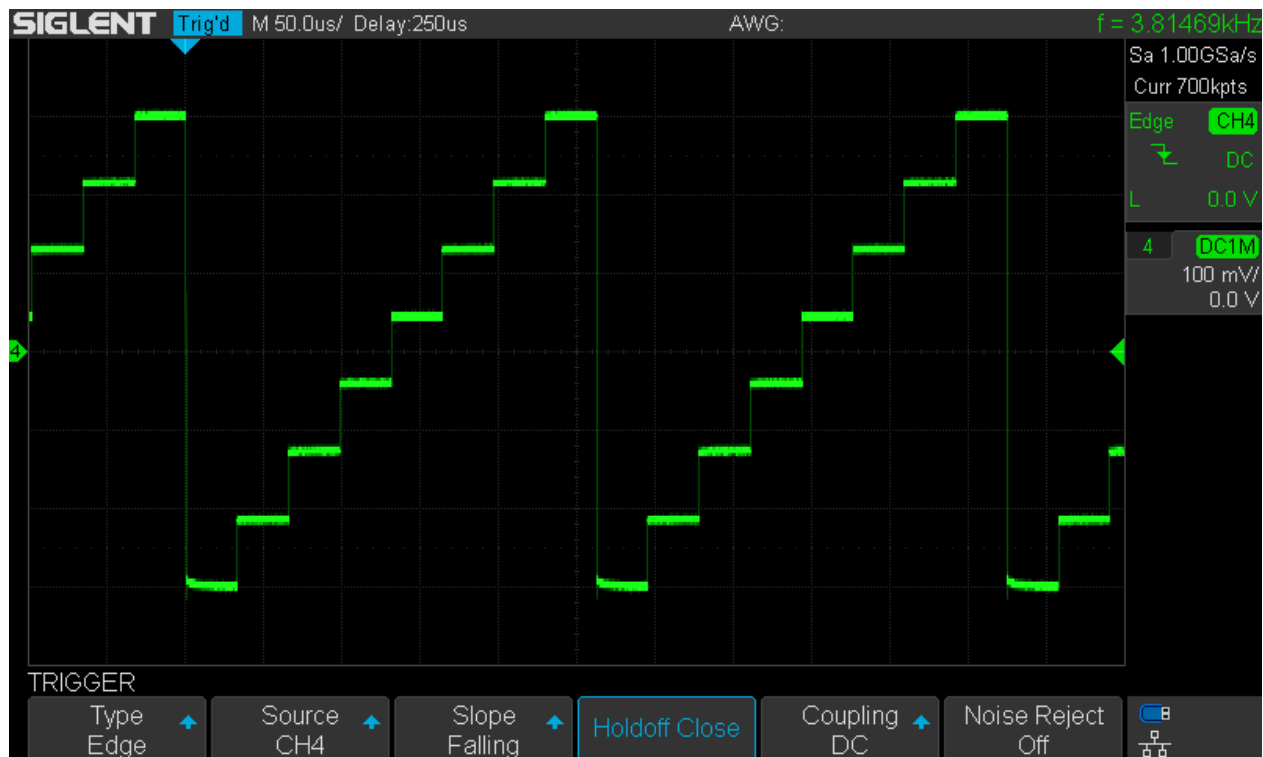 SIGLENT Trig'd M 50.0us/ Delay:250us AWG: f = 3.81469kHz
Sa 1.00GSa/s
Curr 700kpts
Edge CH4
DC
L 0.0 V
4 DC1M
100 mV/
0.0 V
4
TRIGGER
Type Source Slope Holdoff Close Coupling Noise Reject
Edge CH4 Falling DC Off